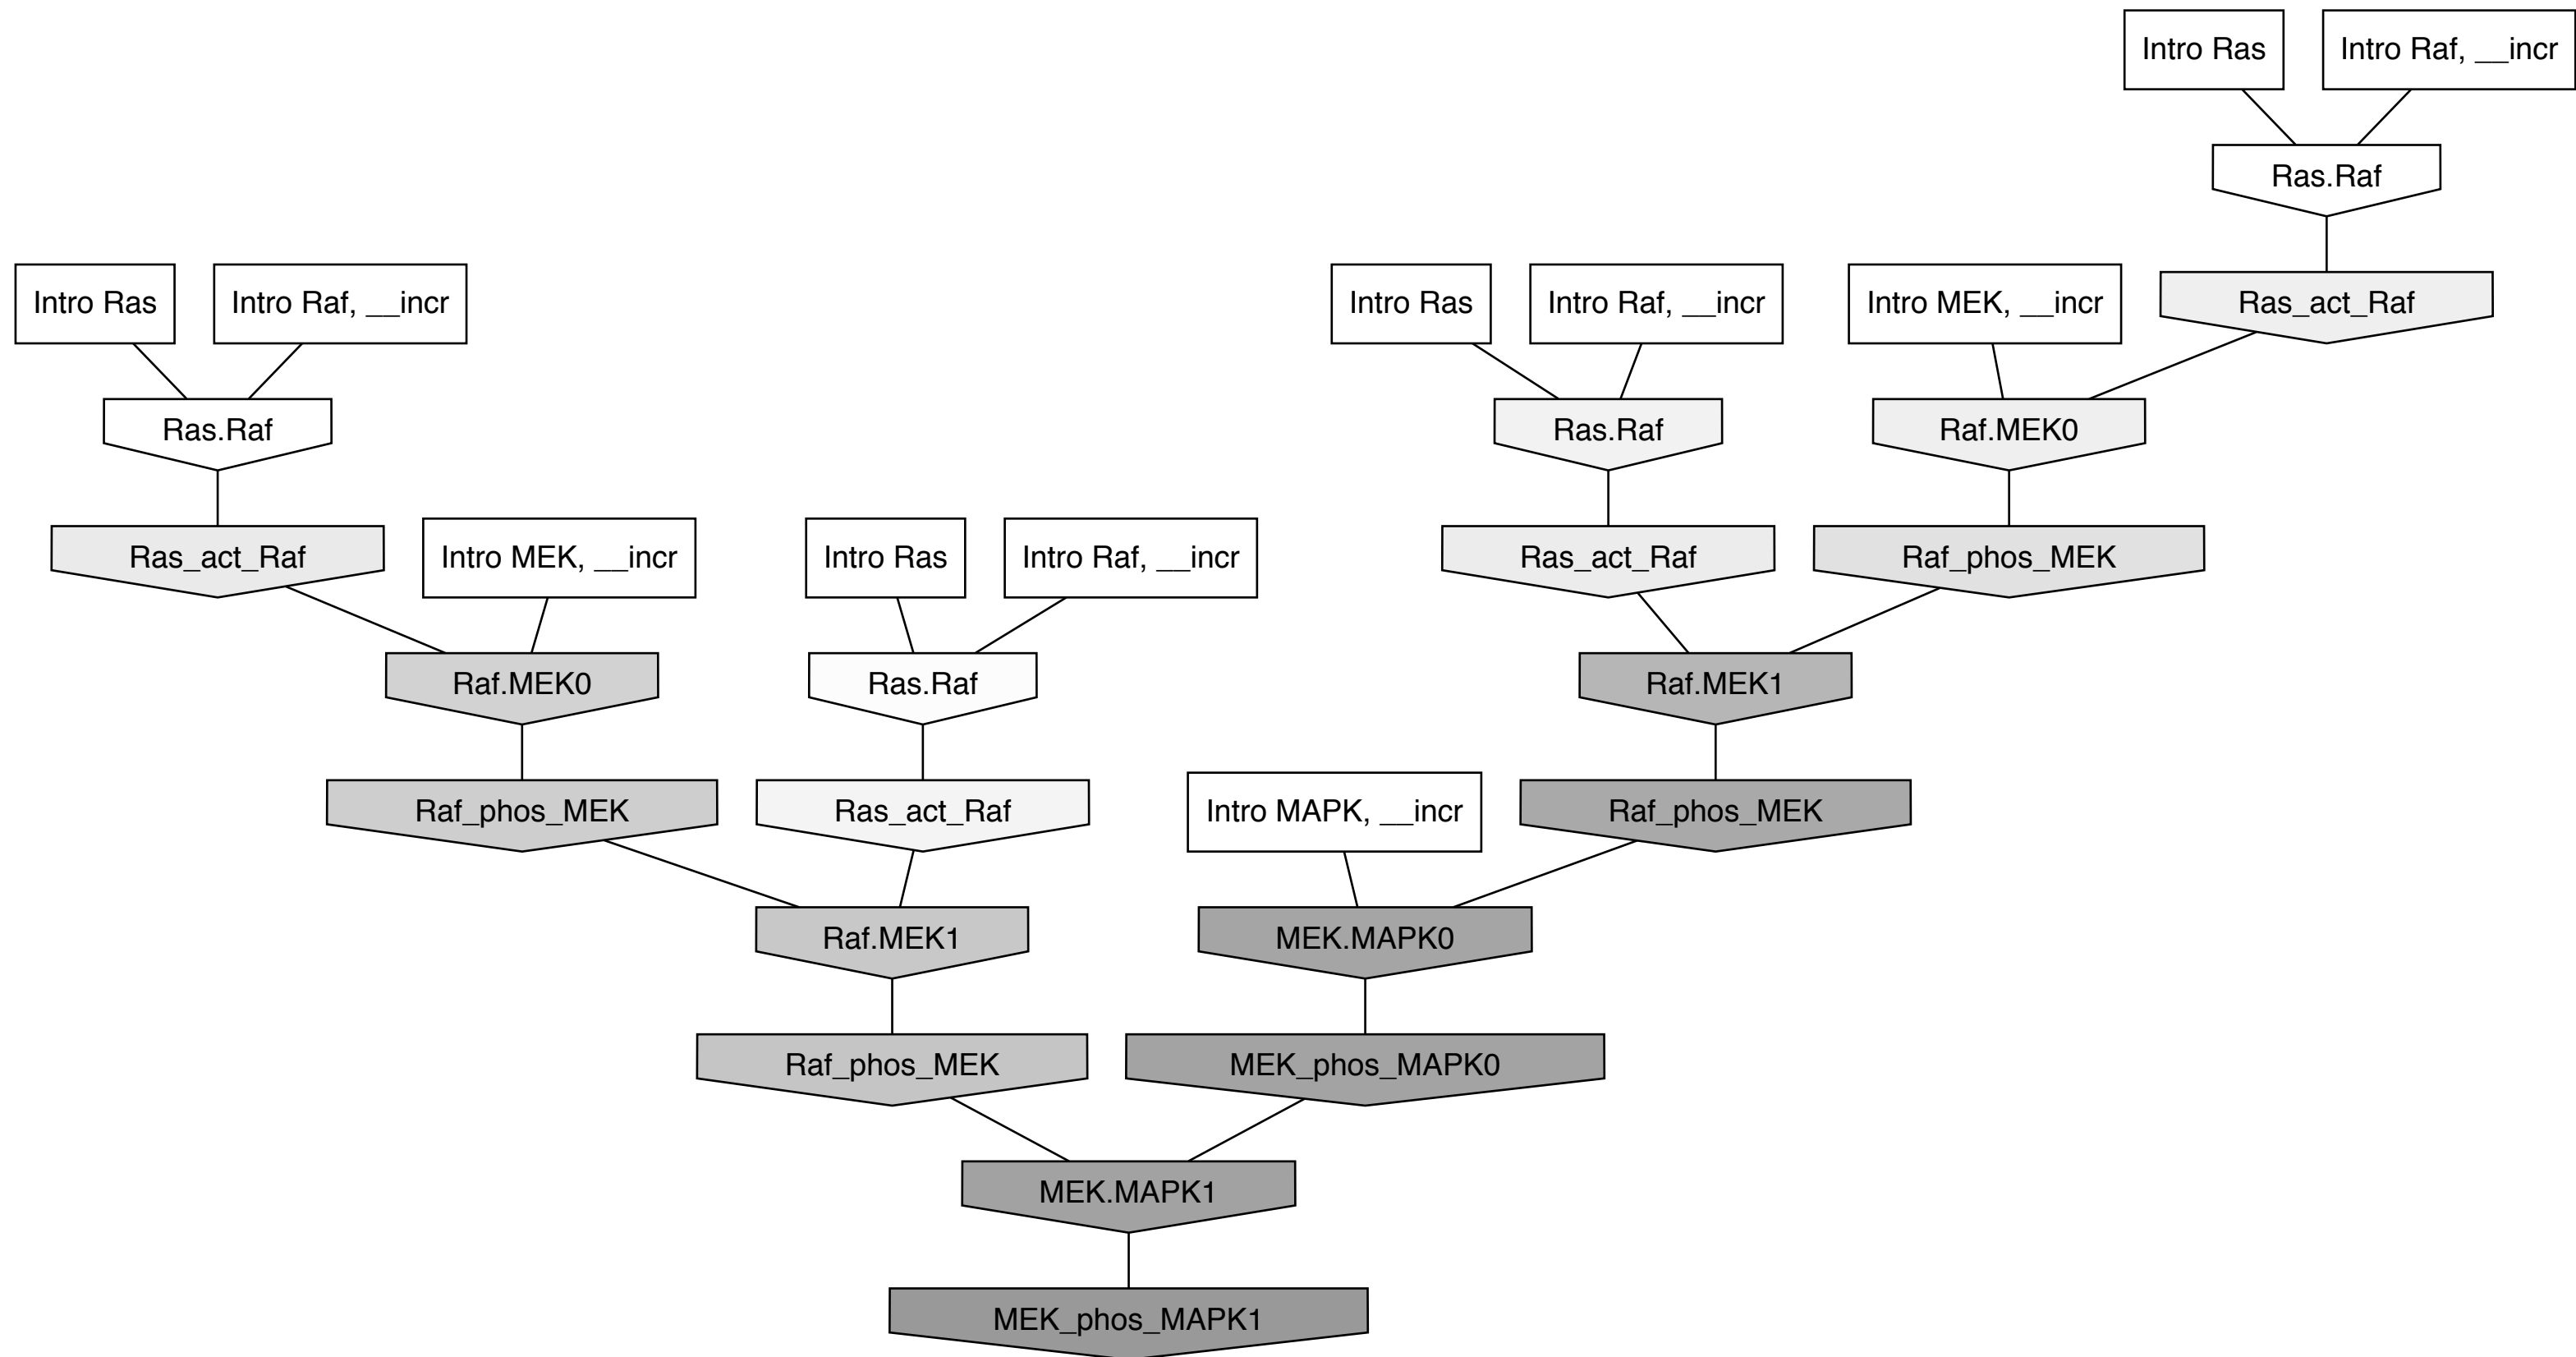 Intro Ras
Intro Raf, __incr
Ras.Raf
Intro Ras
Intro Raf, __incr
Intro Ras
Intro Raf, __incr
Intro MEK, __incr
Ras_act_Raf
Ras.Raf
Ras.Raf
Raf.MEK0
Ras_act_Raf
Intro MEK, __incr
Intro Ras
Intro Raf, __incr
Ras_act_Raf
Raf_phos_MEK
Raf.MEK0
Ras.Raf
Raf.MEK1
Raf_phos_MEK
Ras_act_Raf
Intro MAPK, __incr
Raf_phos_MEK
Raf.MEK1
MEK.MAPK0
Raf_phos_MEK
MEK_phos_MAPK0
MEK.MAPK1
MEK_phos_MAPK1